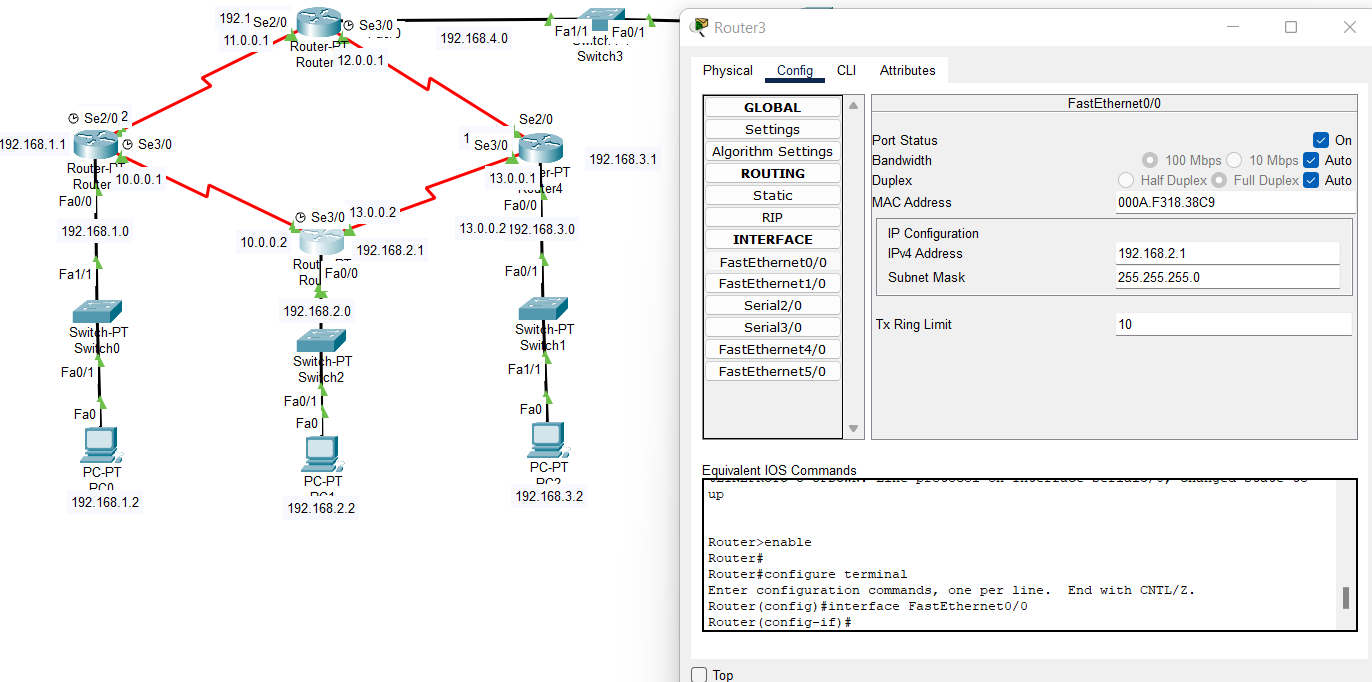 192.1 Se2/0
Se3/0
11.0.0.1
Router-PT
Router
12.0.0.1
192.168.4.0
Fa1/1
Fa0/1
Switch3
Se2/0
2
192.168.1.1
Se3/0
Router
10.0.0.1
Fa0/0
192.168.1.0
Fa1/1
Switch-PT
Switch0
Fa0/1
Fa0
PC-PT
PC0
192.168.1.2
Se3/0
13.0.0.2
10.0.0.2
192.168.2.1
Fa0/0
192.168.2.0
Switch-PT
Switch2
Fa0/1
Fa0
PC-PT
PC1
192.168.2.2
Se2/0
1
Se3/0
192.168.3.1
er-PT
13.0.0.1
Router4
Fa0/0
13.0.0.2
192.168.3.0
Fa0/1
Switch-PT
Switch1
Fa1/1
Fa0
PC-PT
PC2
192.168.3.2
Router3
Physical Config CLI Attributes
GLOBAL
Settings
Algorithm Settings
ROUTING
Static
RIP
INTERFACE
FastEthernet0/0
FastEthernet1/0
Serial2/0
Serial3/0
FastEthernet4/0
FastEthernet5/0
FastEthernet0/0
Port Status On
Bandwidth 100 Mbps 10 Mbps Auto
Duplex Half Duplex Full Duplex Auto
MAC Address 000A.F318.38C9
IP Configuration
IPv4 Address 192.168.2.1
Subnet Mask 255.255.255.0
Tx Ring Limit 10
Equivalent IOS Commands
up
Router>enable
Router#
Router#configure terminal
Enter configuration commands, one per line. End with CNTL/Z.
Router(config)#interface FastEthernet0/0
Router(config-if)#
Top